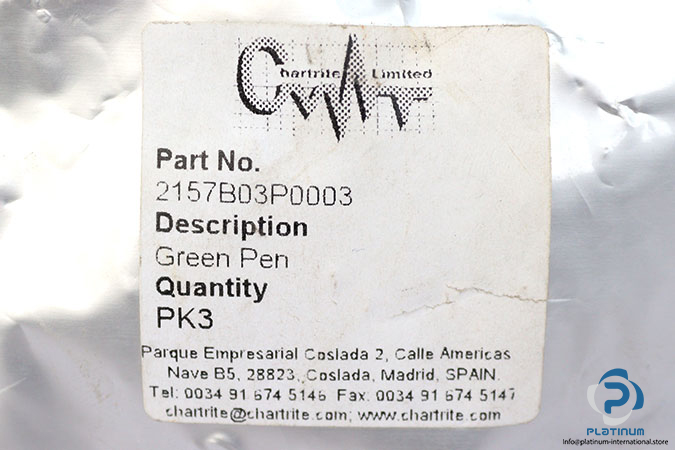 Chartrite Limited
Part No.
2157B03P0003
Description
Green Pen
Quantity
PK3
Parque Empresarial Coslada 2, Calle Americas
Nave B5, 28823, Coslada, Madrid, SPAIN.
Tel: 0034 91 674 5146 Fax: 0034 91 674 5147
chartrite@chartrite.com; www.chartrite.com
PLATINUM
Info@platinum-international.store